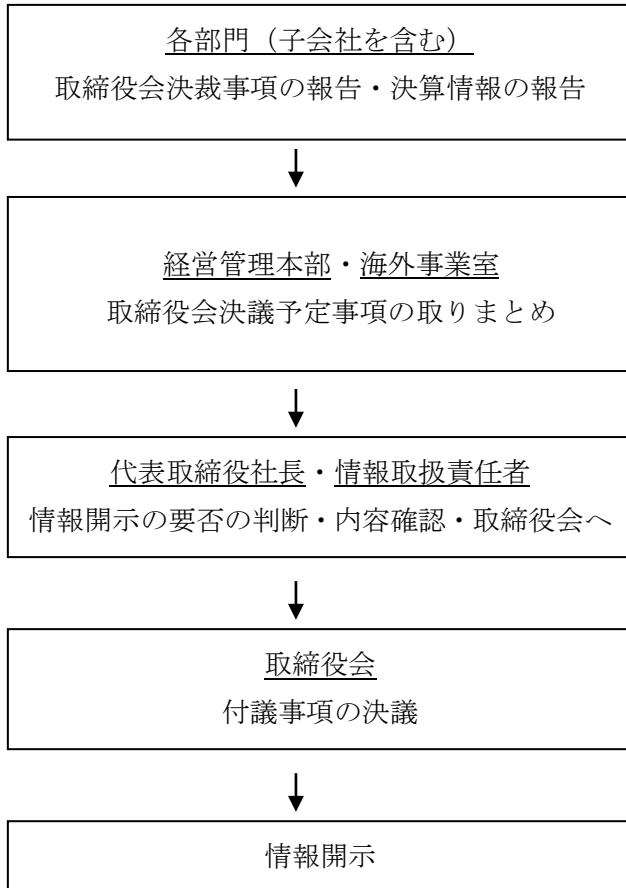 各部門（子会社を含む）
取締役会決裁事項の報告・決算情報の報告
経営管理本部・海外事業室
取締役会決議予定事項の取りまとめ
代表取締役社長・情報取扱責任者
情報開示の要否の判断・内容確認・取締役会へ
取締役会
付議事項の決議
情報開示